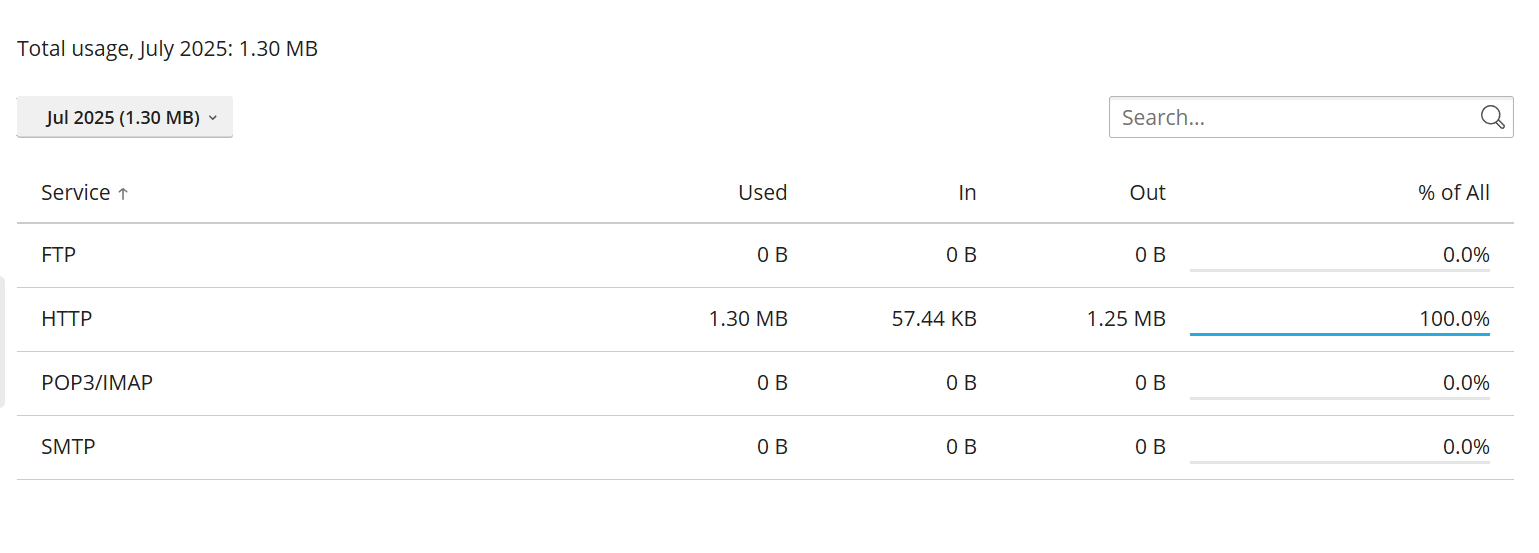 Total usage, July 2025: 1.30 MB
Jul 2025 (1.30 MB)
Search...
Service ↑ Used In Out % of All
FTP 0 B 0 B 0 B 0.0%
HTTP 1.30 MB 57.44 KB 1.25 MB 100.0%
POP3/IMAP 0 B 0 B 0 B 0.0%
SMTP 0 B 0 B 0 B 0.0%